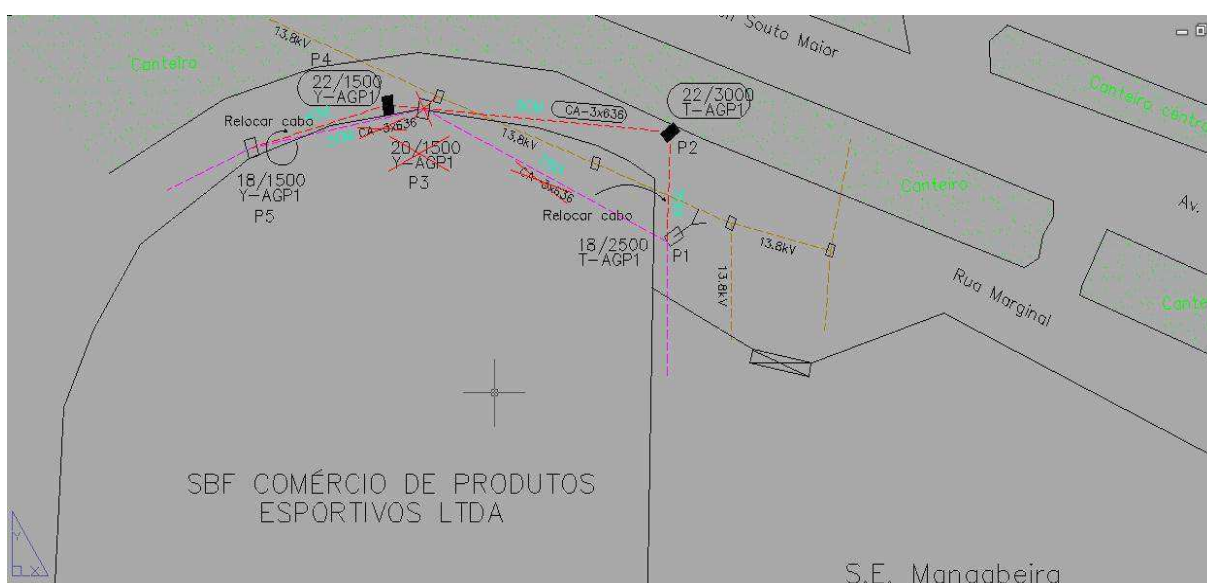 Souto Maior
13.8kV
P4
Canteiro
22/1500
Y-AGP1
22/3000
T-AGP1
Canteiro
CA-3x636
Relocar cabo
CA-3x636
13.8kV
P2
20/1500
Y-AGP1
P3
CA-3x636
18/1500
Y-AGP1
P5
Canteiro
Av.
Relocar cabo
18/2500
T-AGP1
P1
13.8kV
13.8kV
Rua Marginal
SBF COMÉRCIO DE PRODUTOS
ESPORTIVOS LTDA
S.E. Mangabeira
Y
X